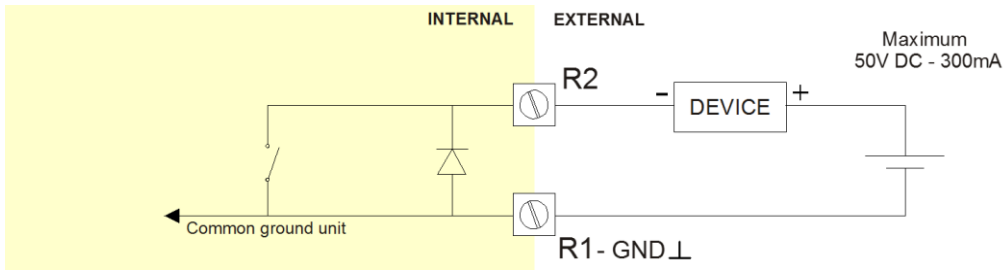 INTERNAL EXTERNAL
Maximum
50V DC - 300mA
R2
- DEVICE +
Common ground unit
R1- GND